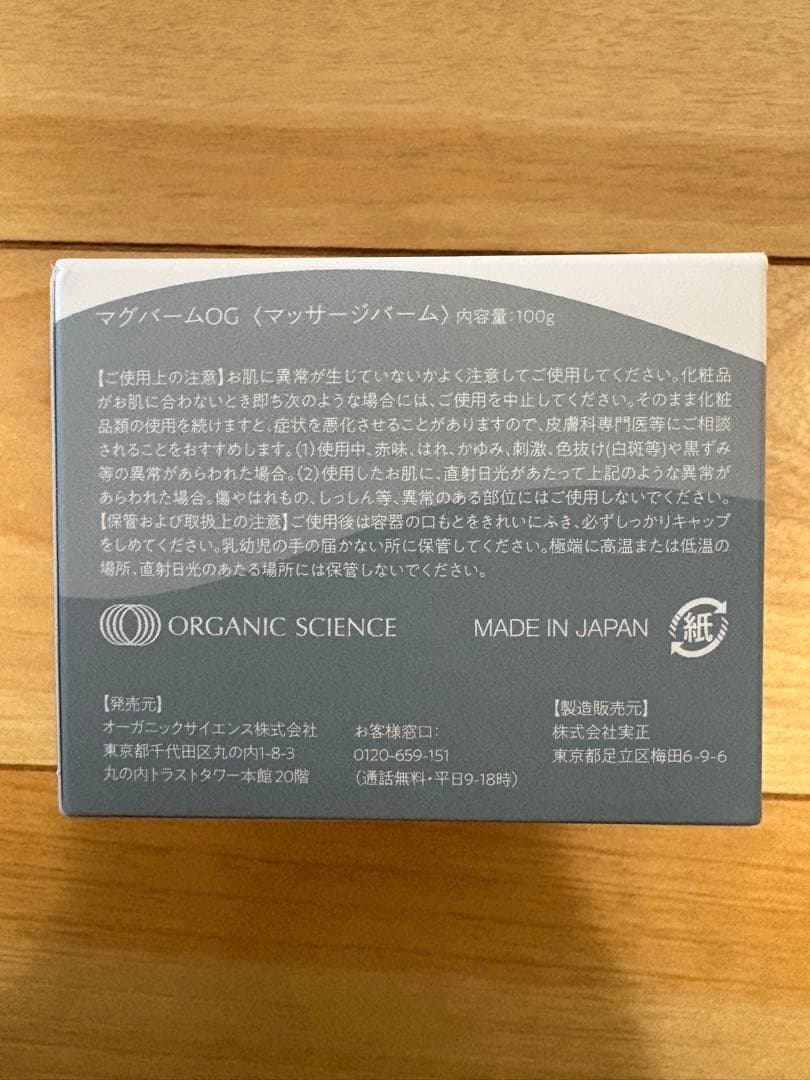 マグバームOG〈マッサージバーム〉内容量:100g
【ご使用上の注意】お肌に異常が生じていないかよく注意してご使用してください。化粧品
がお肌に合わないとき即ち次のような場合には、ご使用を中止してください。そのまま化粧
品類の使用を続けますと、症状を悪化させることがありますので、皮膚科専門医等にご相談
されることをおすすめします。(1)使用中、赤味、はれ、かゆみ、刺激、色抜け(白斑等)や黒ずみ
等の異常があらわれた場合。(2)使用したお肌に、直射日光があたって上記のような異常が
あらわれた場合。傷やはれもの、しっしん等、異常のある部位にはご使用しないでください。
【保管および取扱上の注意】ご使用後は容器の口もとをきれいにふき、必ずしっかりキャップ
をしめてください。乳幼児の手の届かない所に保管してください。極端に高温または低温の
場所、直射日光のあたる場所には保管しないでください。
ORGANIC SCIENCE MADE IN JAPAN 紙
【発売元】
オーガニックサイエンス株式会社
東京都千代田区丸の内1-8-3
丸の内トラストタワー本館20階
お客様窓口:
0120-659-151
(通話無料・平日9-18時)
【製造販売元】
株式会社実正
東京都足立区梅田6-9-6